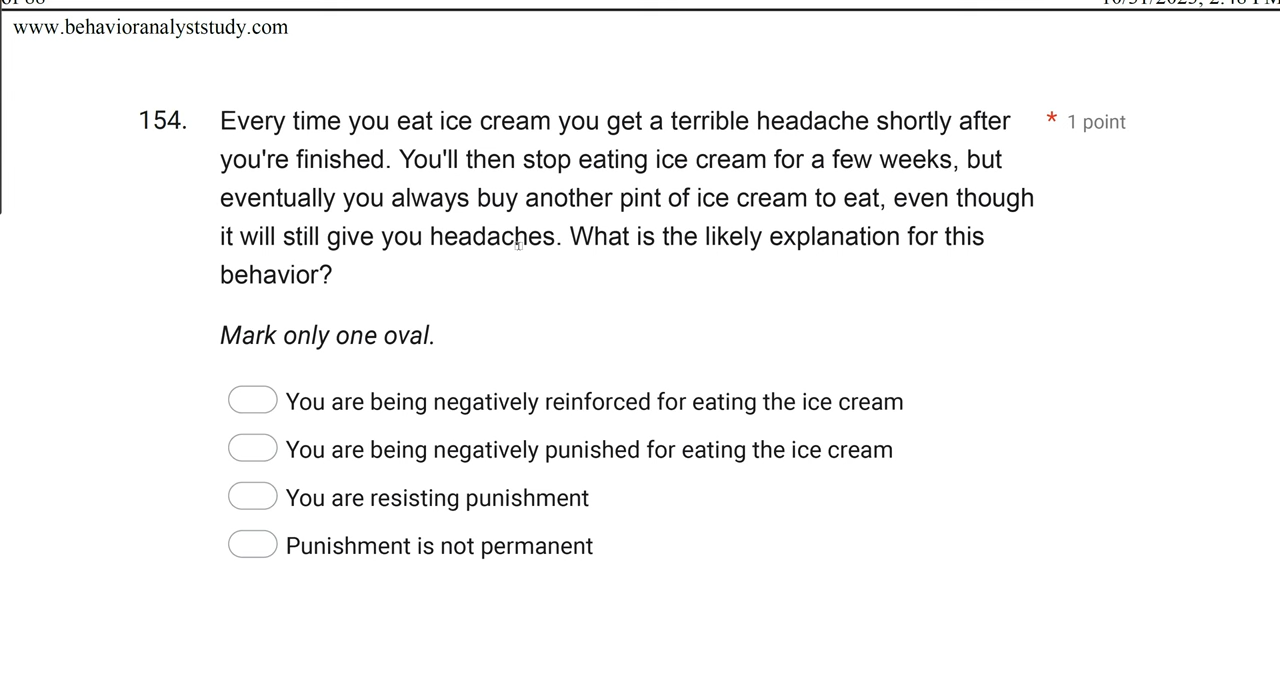 www.behavioranalyststudy.com
154. Every time you eat ice cream you get a terrible headache shortly after * 1 point
you're finished. You'll then stop eating ice cream for a few weeks, but
eventually you always buy another pint of ice cream to eat, even though
it will still give you headaches. What is the likely explanation for this
behavior?
Mark only one oval.
You are being negatively reinforced for eating the ice cream
You are being negatively punished for eating the ice cream
You are resisting punishment
Punishment is not permanent